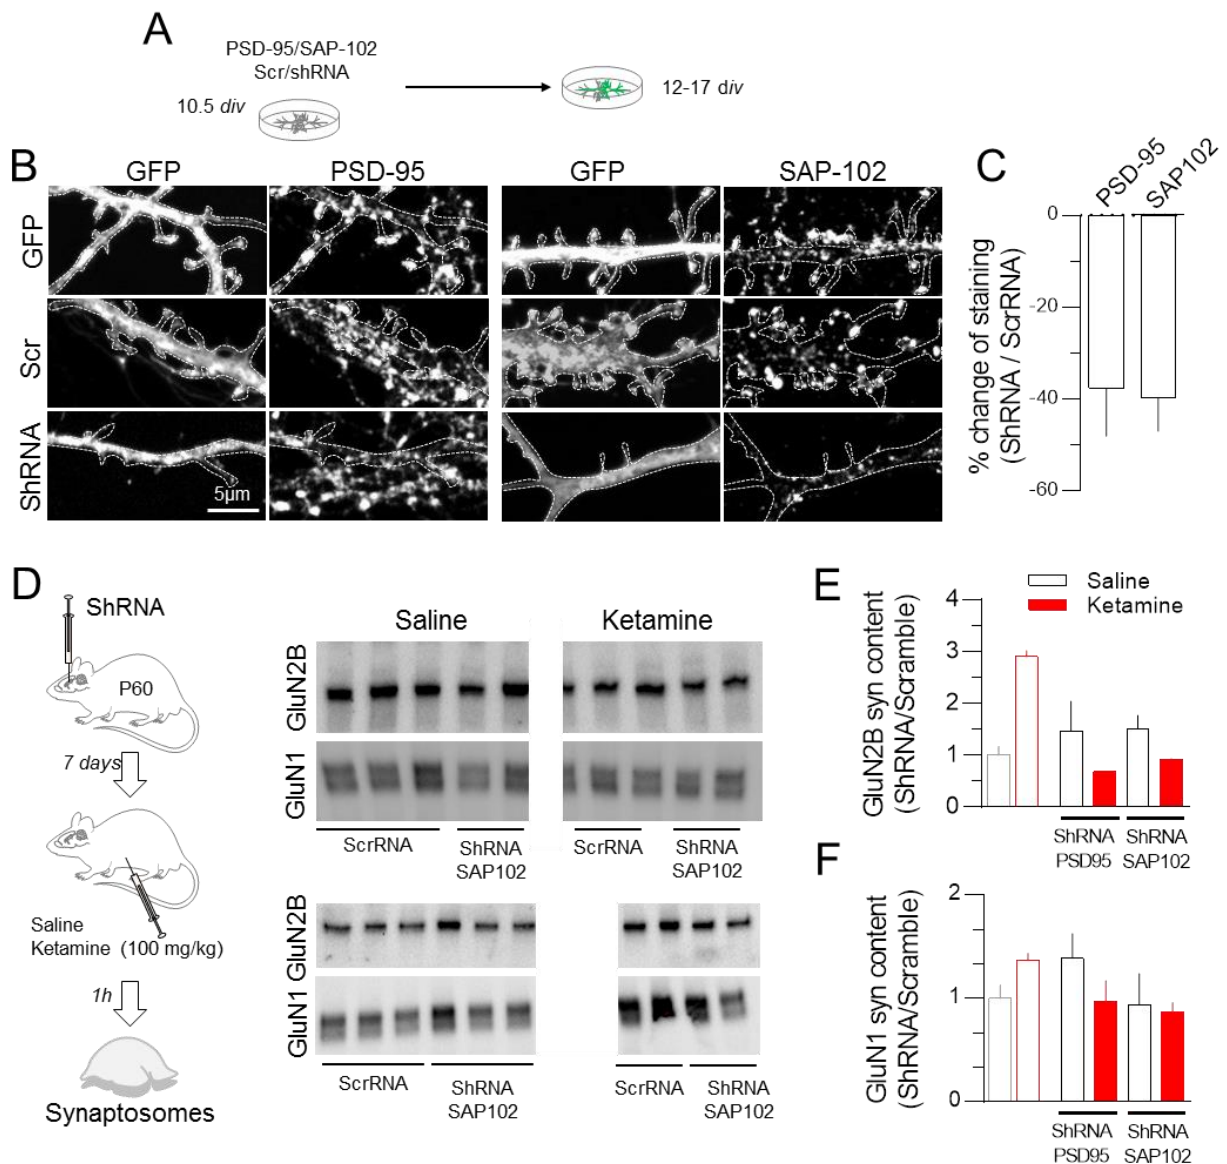 A
PSD-95/SAP-102
Scr/shRNA
10.5 div
12-17 div
B
GFP
PSD-95
GFP
SAP-102
GFP
Scr
ShRNA
5µm
C
PSD-95
SAP102
% change of staining
(ShRNA / ScrRNA)
0
-20
-40
-60
D
ShRNA
P60
7 days
Saline
Ketamine (100 mg/kg)
1h
Synaptosomes
Saline
Ketamine
GluN2B
GluN1
ScrRNA
ShRNA
SAP102
ScrRNA
ShRNA
SAP102
GluN2B
GluN1
ScrRNA
ShRNA
SAP102
ScrRNA
ShRNA
SAP102
E
Saline
Ketamine
GluN2B syn content
(ShRNA/Scramble)
4
3
2
1
0
ShRNA
PSD95
ShRNA
SAP102
F
GluN1 syn content
(ShRNA/Scramble)
2
1
0
ShRNA
PSD95
ShRNA
SAP102